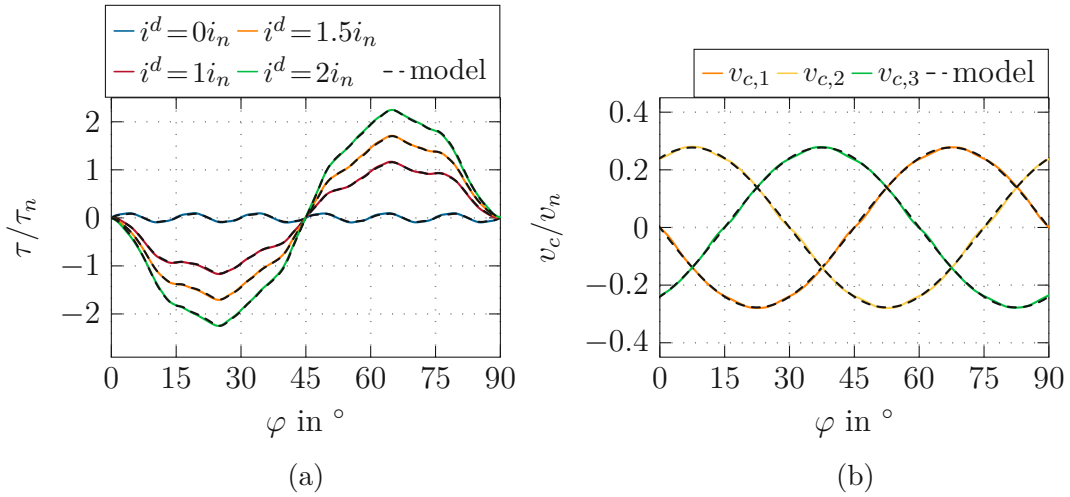 i^d=0i_n i^d=1.5i_n
i^d=1i_n i^d=2i_n model
τ/τ_n
2
1
0
−1
−2
0 15 30 45 60 75 90
φ in °
(a)
v_{c,1} v_{c,2} v_{c,3} model
v_c/v_n
0.4
0.2
0
−0.2
−0.4
0 15 30 45 60 75 90
φ in °
(b)